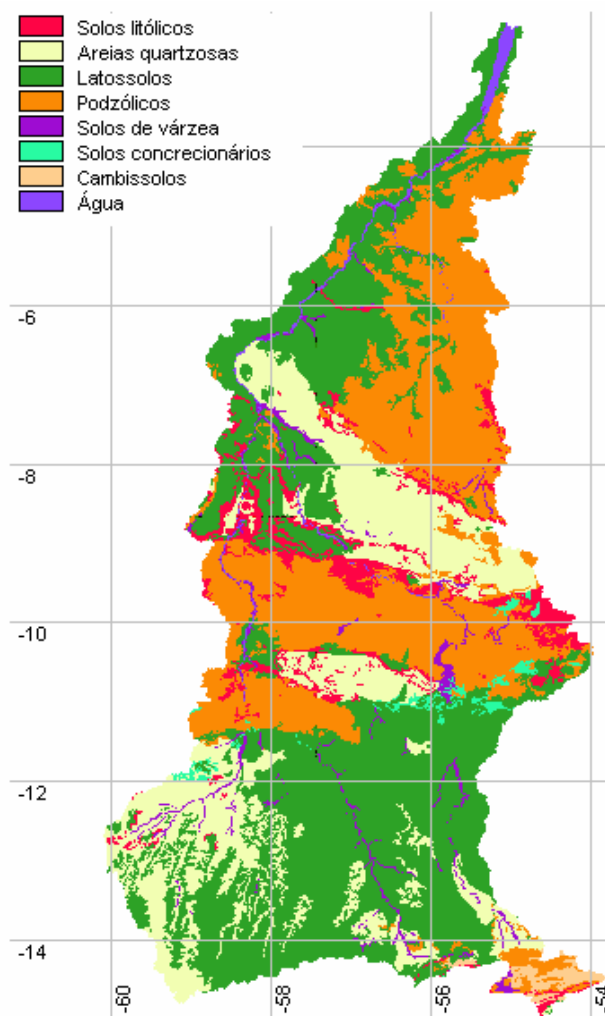 Solos litólicos
Areias quartzosas
Latossolos
Podzólicos
Solos de várzea
Solos concrecionários
Cambissolos
Água
-6
-8
-10
-12
-14
-60
-58
-56
-54